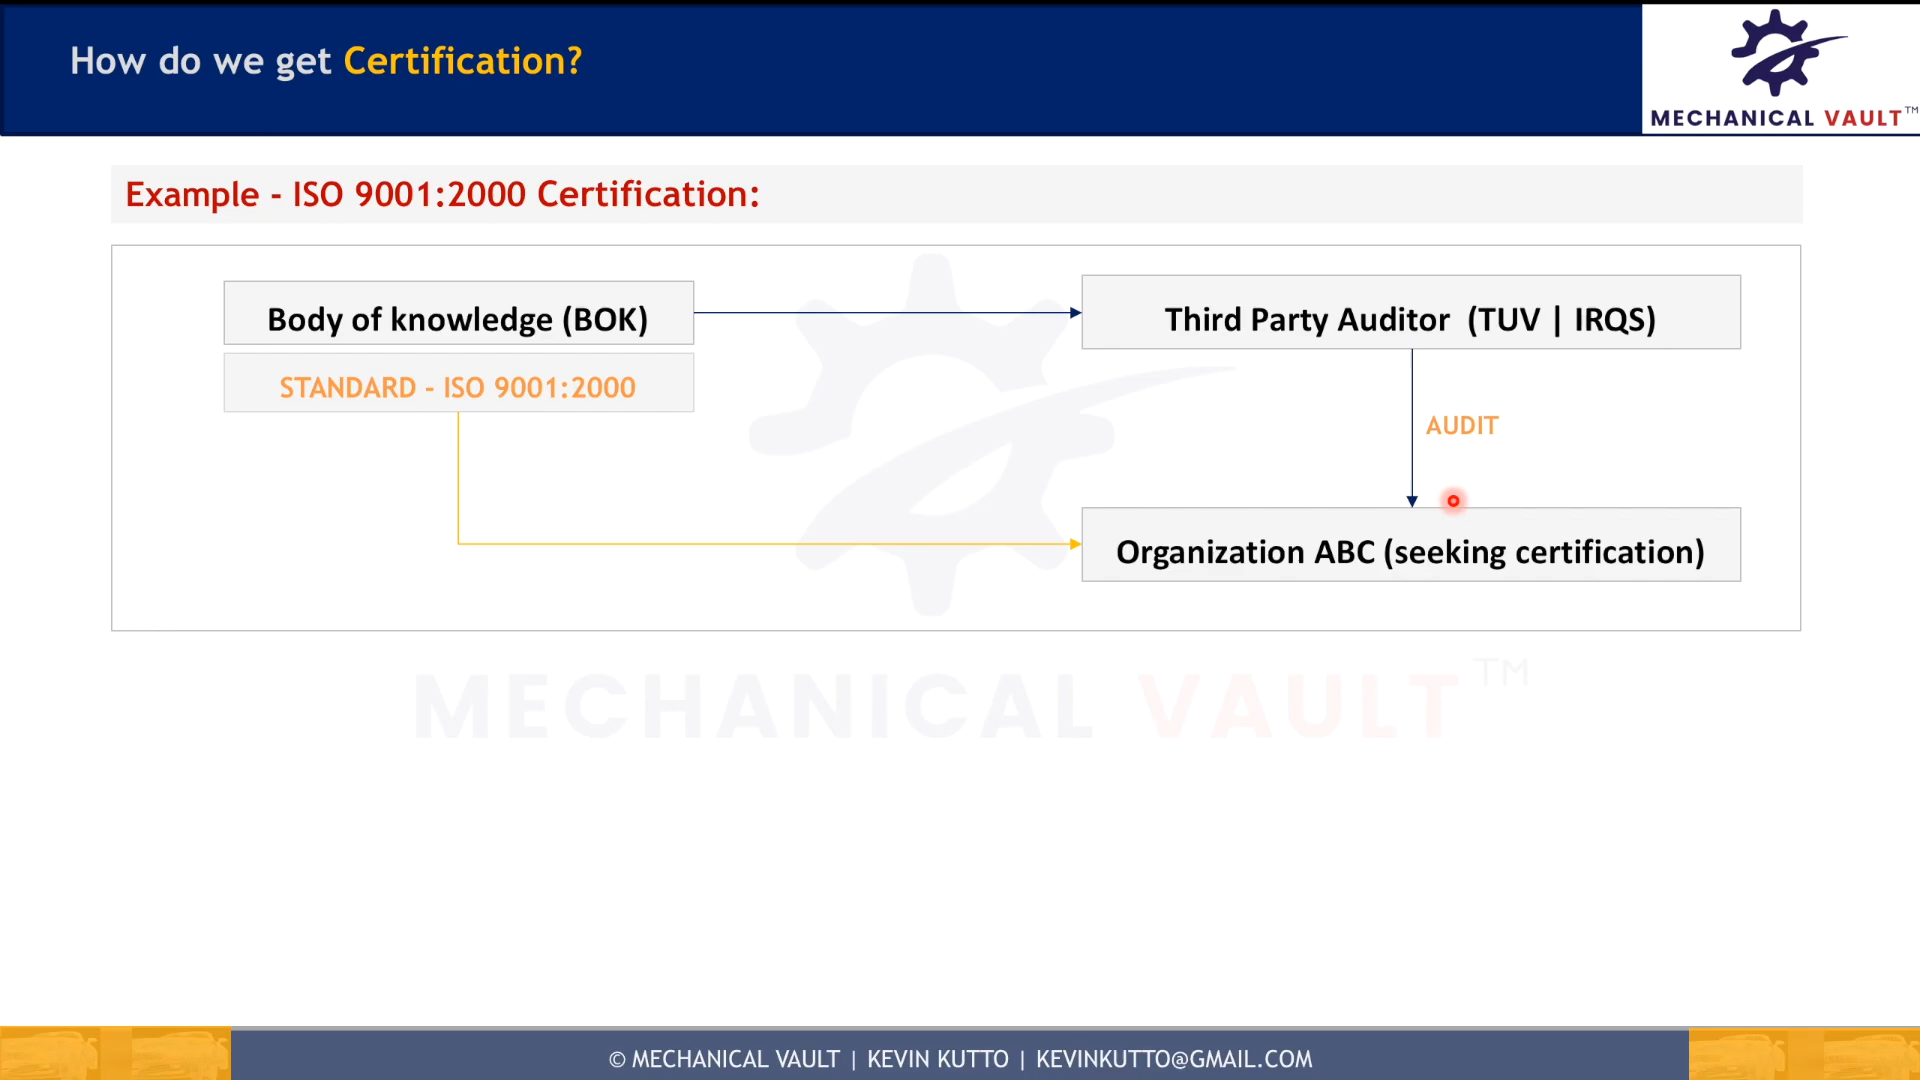 How do we get Certification?
MECHANICAL VAULT™
Example - ISO 9001:2000 Certification:
Body of knowledge (BOK)
Third Party Auditor (TUV | IRQS)
STANDARD - ISO 9001:2000
AUDIT
Organization ABC (seeking certification)
MECHANICAL VAULT™
© MECHANICAL VAULT | KEVIN KUTTO | KEVINKUTTO@GMAIL.COM